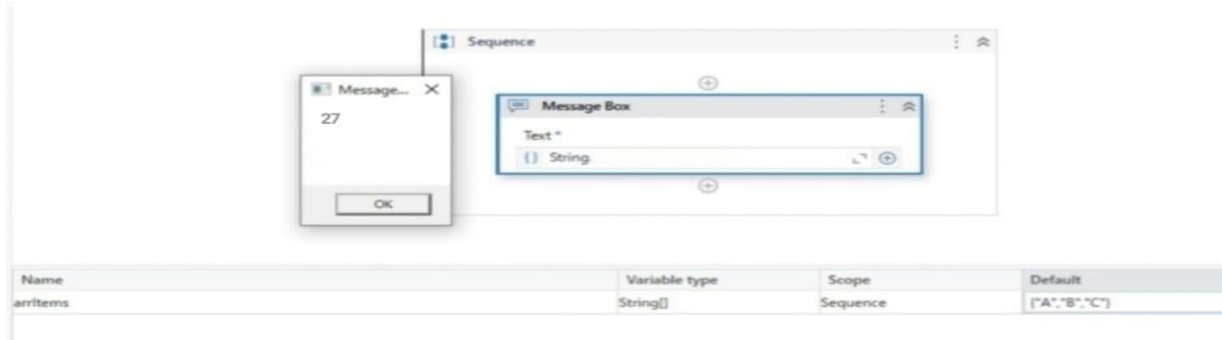 Sequence
Message...
27
OK
Message Box
Text *
{} String
Name Variable type Scope Default
arrItems String[] Sequence {"A","B","C"}